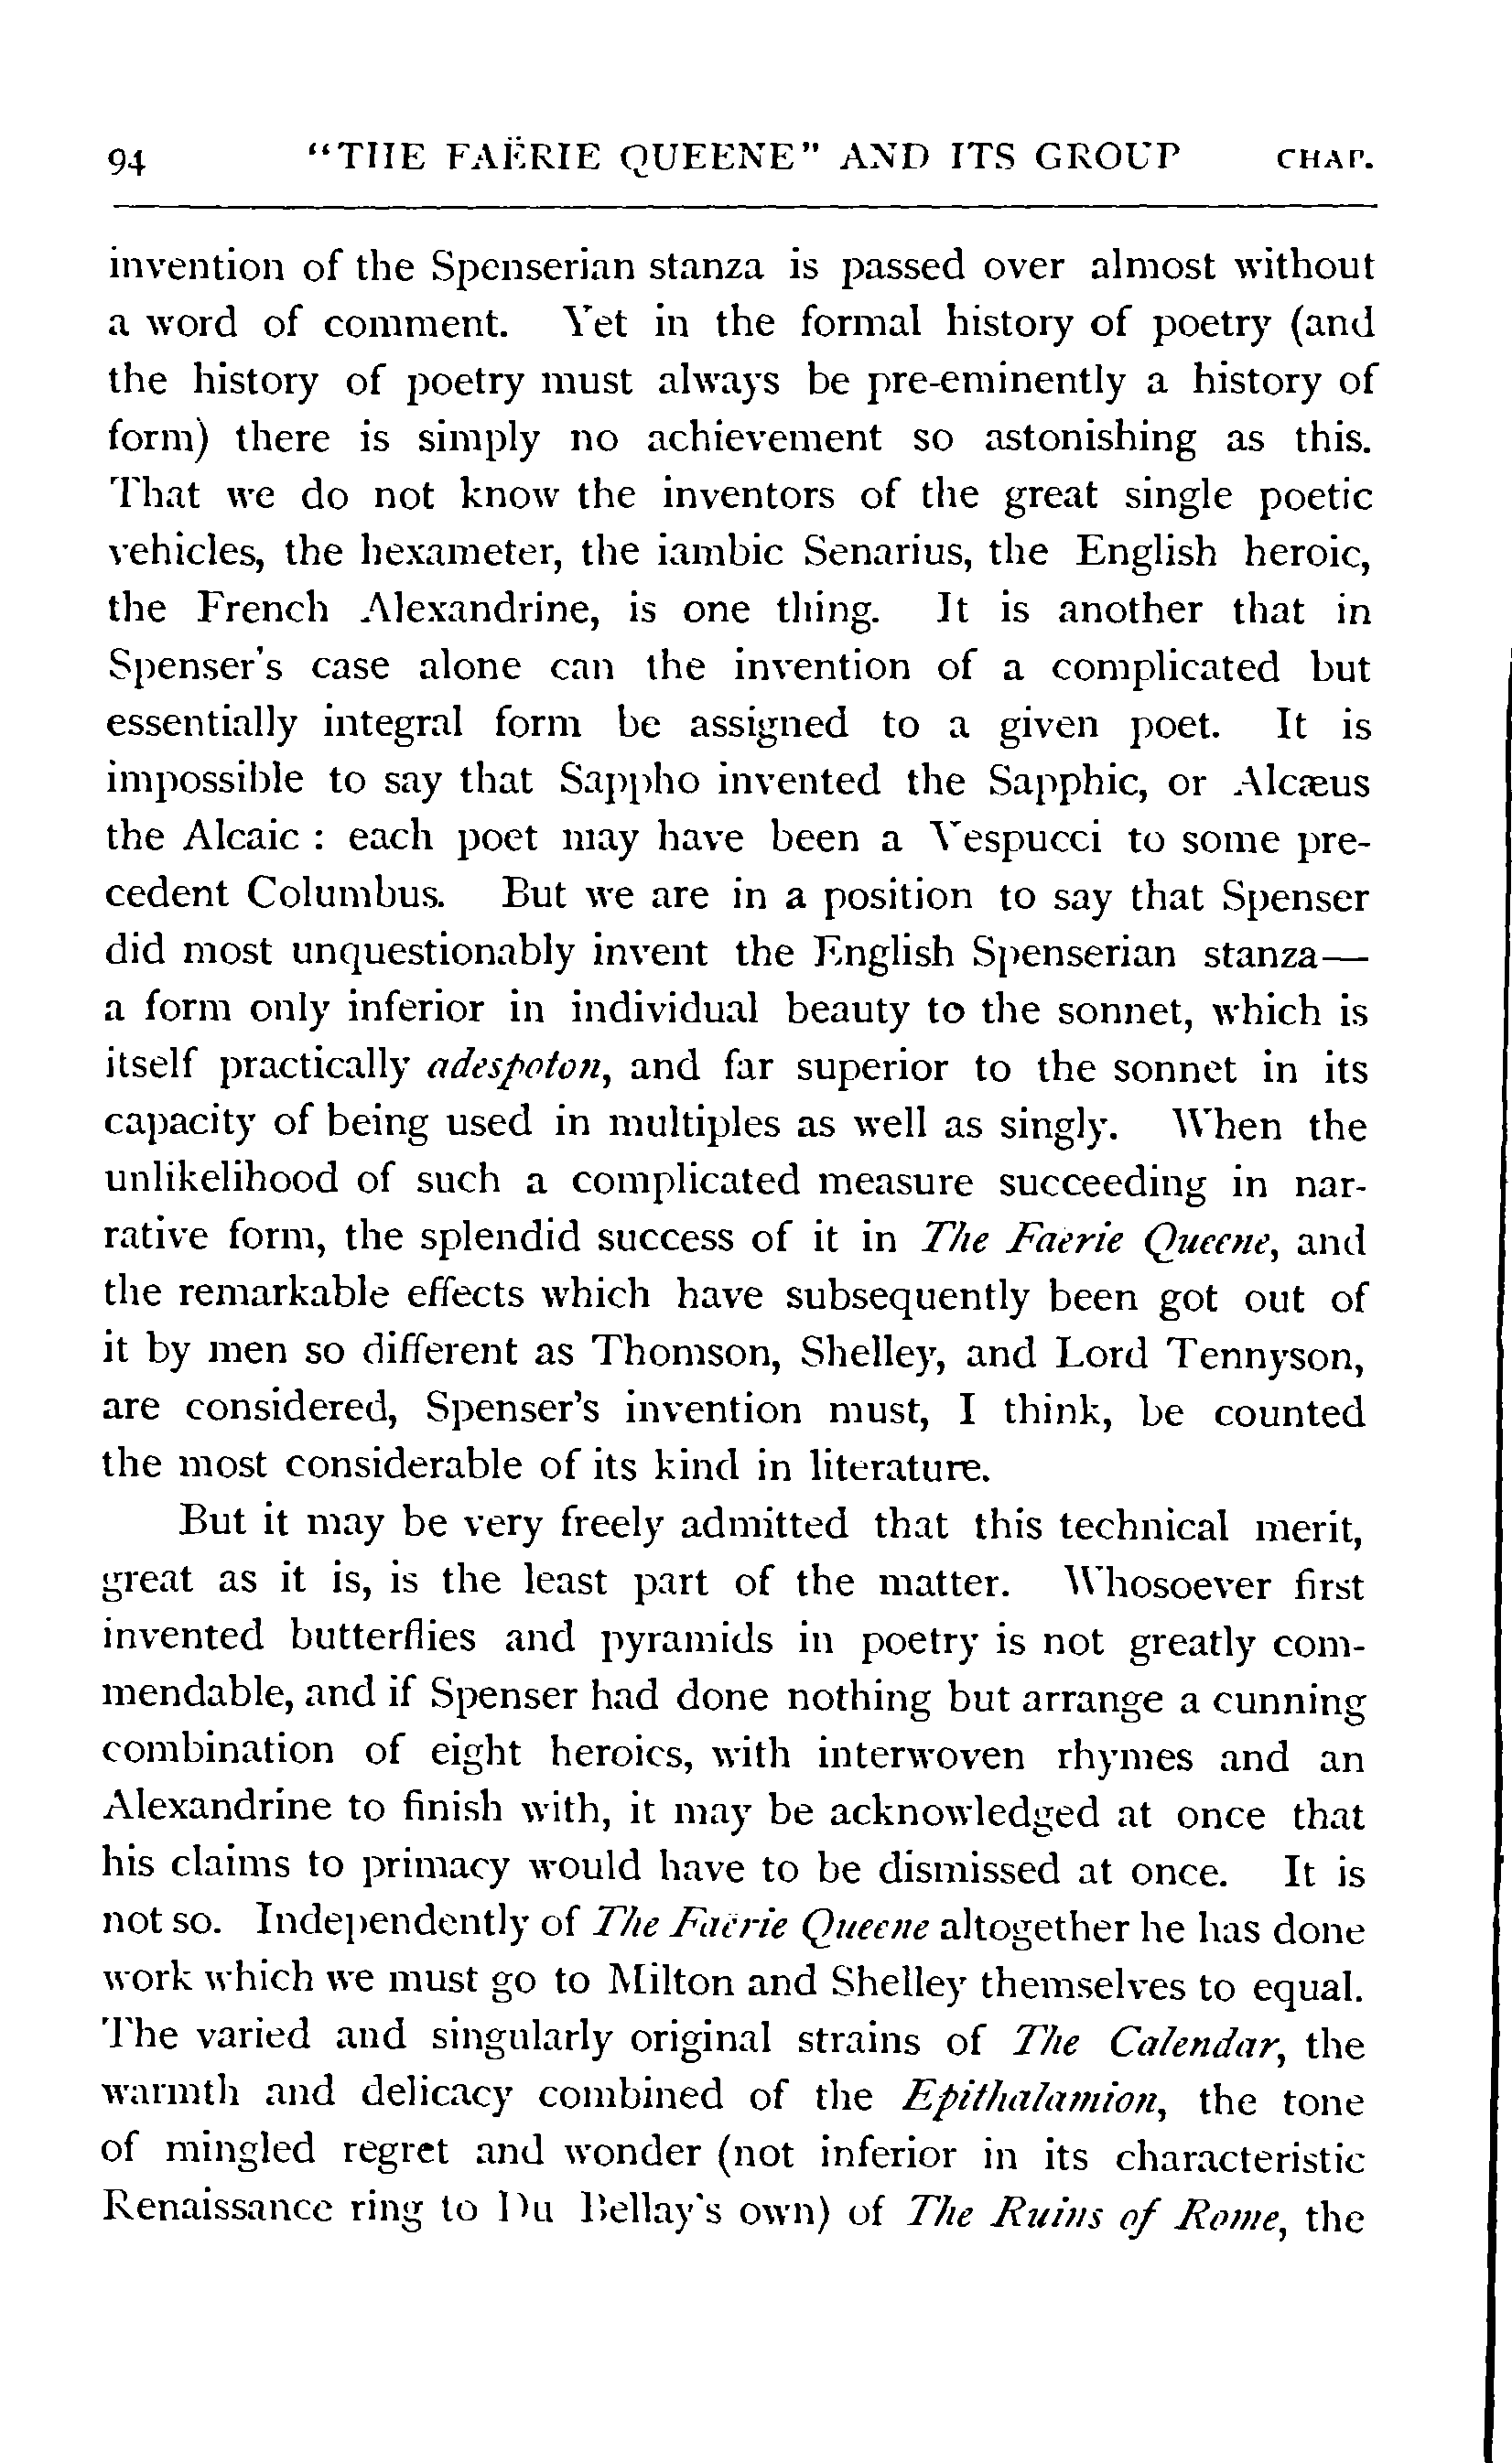 94 "THE FAËRIE QUEENE" AND ITS GROUP CHAP.
invention of the Spenserian stanza is passed over almost without
a word of comment. Yet in the formal history of poetry (and
the history of poetry must always be pre-eminently a history of
form) there is simply no achievement so astonishing as this.
That we do not know the inventors of the great single poetic
vehicles, the hexameter, the iambic Senarius, the English heroic,
the French Alexandrine, is one thing. It is another that in
Spenser's case alone can the invention of a complicated but
essentially integral form be assigned to a given poet. It is
impossible to say that Sappho invented the Sapphic, or Alcæus
the Alcaic : each poet may have been a Vespucci to some pre-
cedent Columbus. But we are in a position to say that Spenser
did most unquestionably invent the English Spenserian stanza—
a form only inferior in individual beauty to the sonnet, which is
itself practically adespoton, and far superior to the sonnet in its
capacity of being used in multiples as well as singly. When the
unlikelihood of such a complicated measure succeeding in nar-
rative form, the splendid success of it in The Faërie Queene, and
the remarkable effects which have subsequently been got out of
it by men so different as Thomson, Shelley, and Lord Tennyson,
are considered, Spenser's invention must, I think, be counted
the most considerable of its kind in literature.
But it may be very freely admitted that this technical merit,
great as it is, is the least part of the matter. Whosoever first
invented butterflies and pyramids in poetry is not greatly com-
mendable, and if Spenser had done nothing but arrange a cunning
combination of eight heroics, with interwoven rhymes and an
Alexandrine to finish with, it may be acknowledged at once that
his claims to primacy would have to be dismissed at once. It is
not so. Independently of The Faërie Queene altogether he has done
work which we must go to Milton and Shelley themselves to equal.
The varied and singularly original strains of The Calendar, the
warmth and delicacy combined of the Epithalamion, the tone
of mingled regret and wonder (not inferior in its characteristic
Renaissance ring to Du Bellay's own) of The Ruins of Rome, the